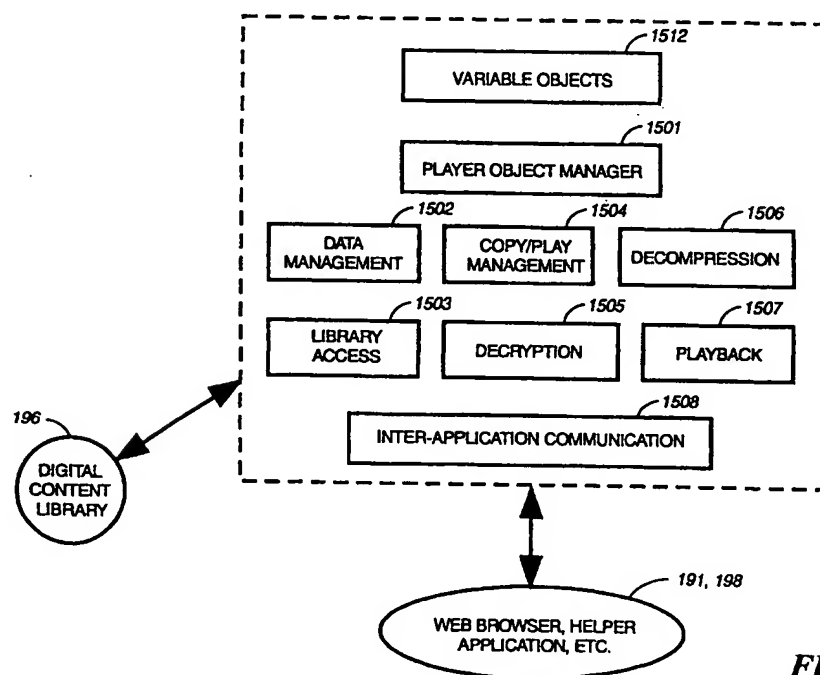 1512
VARIABLE OBJECTS
1501
PLAYER OBJECT MANAGER
1502
1504
1506
DATA
MANAGEMENT
COPY/PLAY
MANAGEMENT
DECOMPRESSION
1503
1505
1507
LIBRARY
ACCESS
DECRYPTION
PLAYBACK
1508
INTER-APPLICATION COMMUNICATION
196
DIGITAL
CONTENT
LIBRARY
191, 198
WEB BROWSER, HELPER
APPLICATION, ETC.